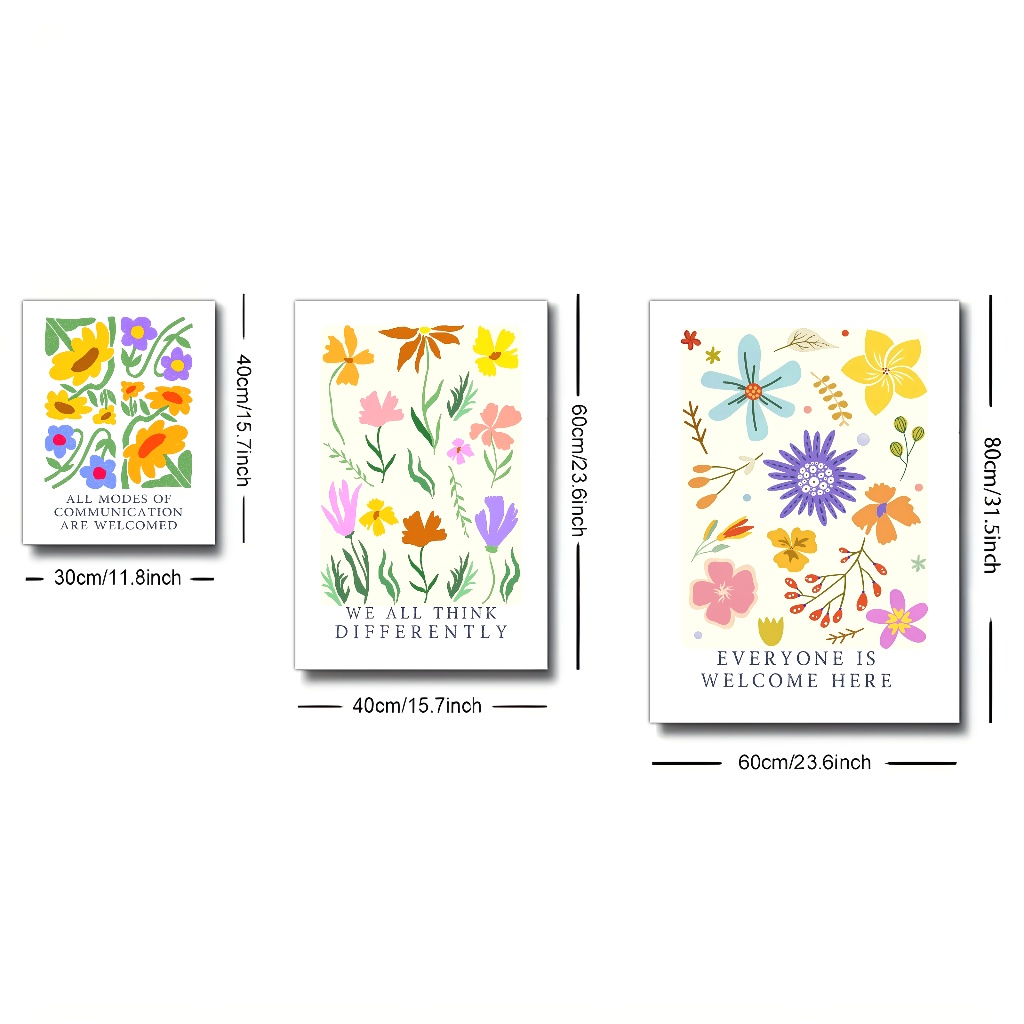 ALL MODES OF
COMMUNICATION
ARE WELCOMED
40cm/15.7inch
30cm/11.8inch
WE ALL THINK
DIFFERENTLY
60cm/23.6inch
40cm/15.7inch
EVERYONE IS
WELCOME HERE
80cm/31.5inch
60cm/23.6inch